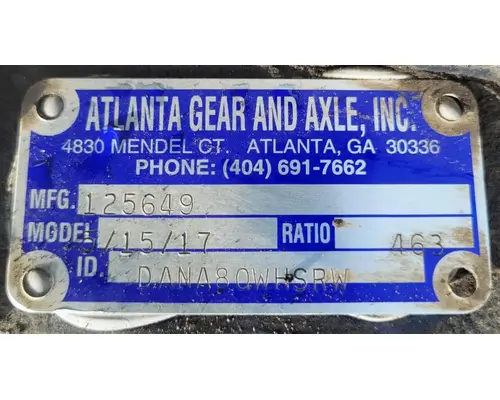 ATLANTA GEAR AND AXLE, INC.
4830 MENDEL CT. ATLANTA, GA 30336
PHONE: (404) 691-7662
MFG. 125649
MODEL /15/17 RATIO 463
ID. DANA80WHSRW